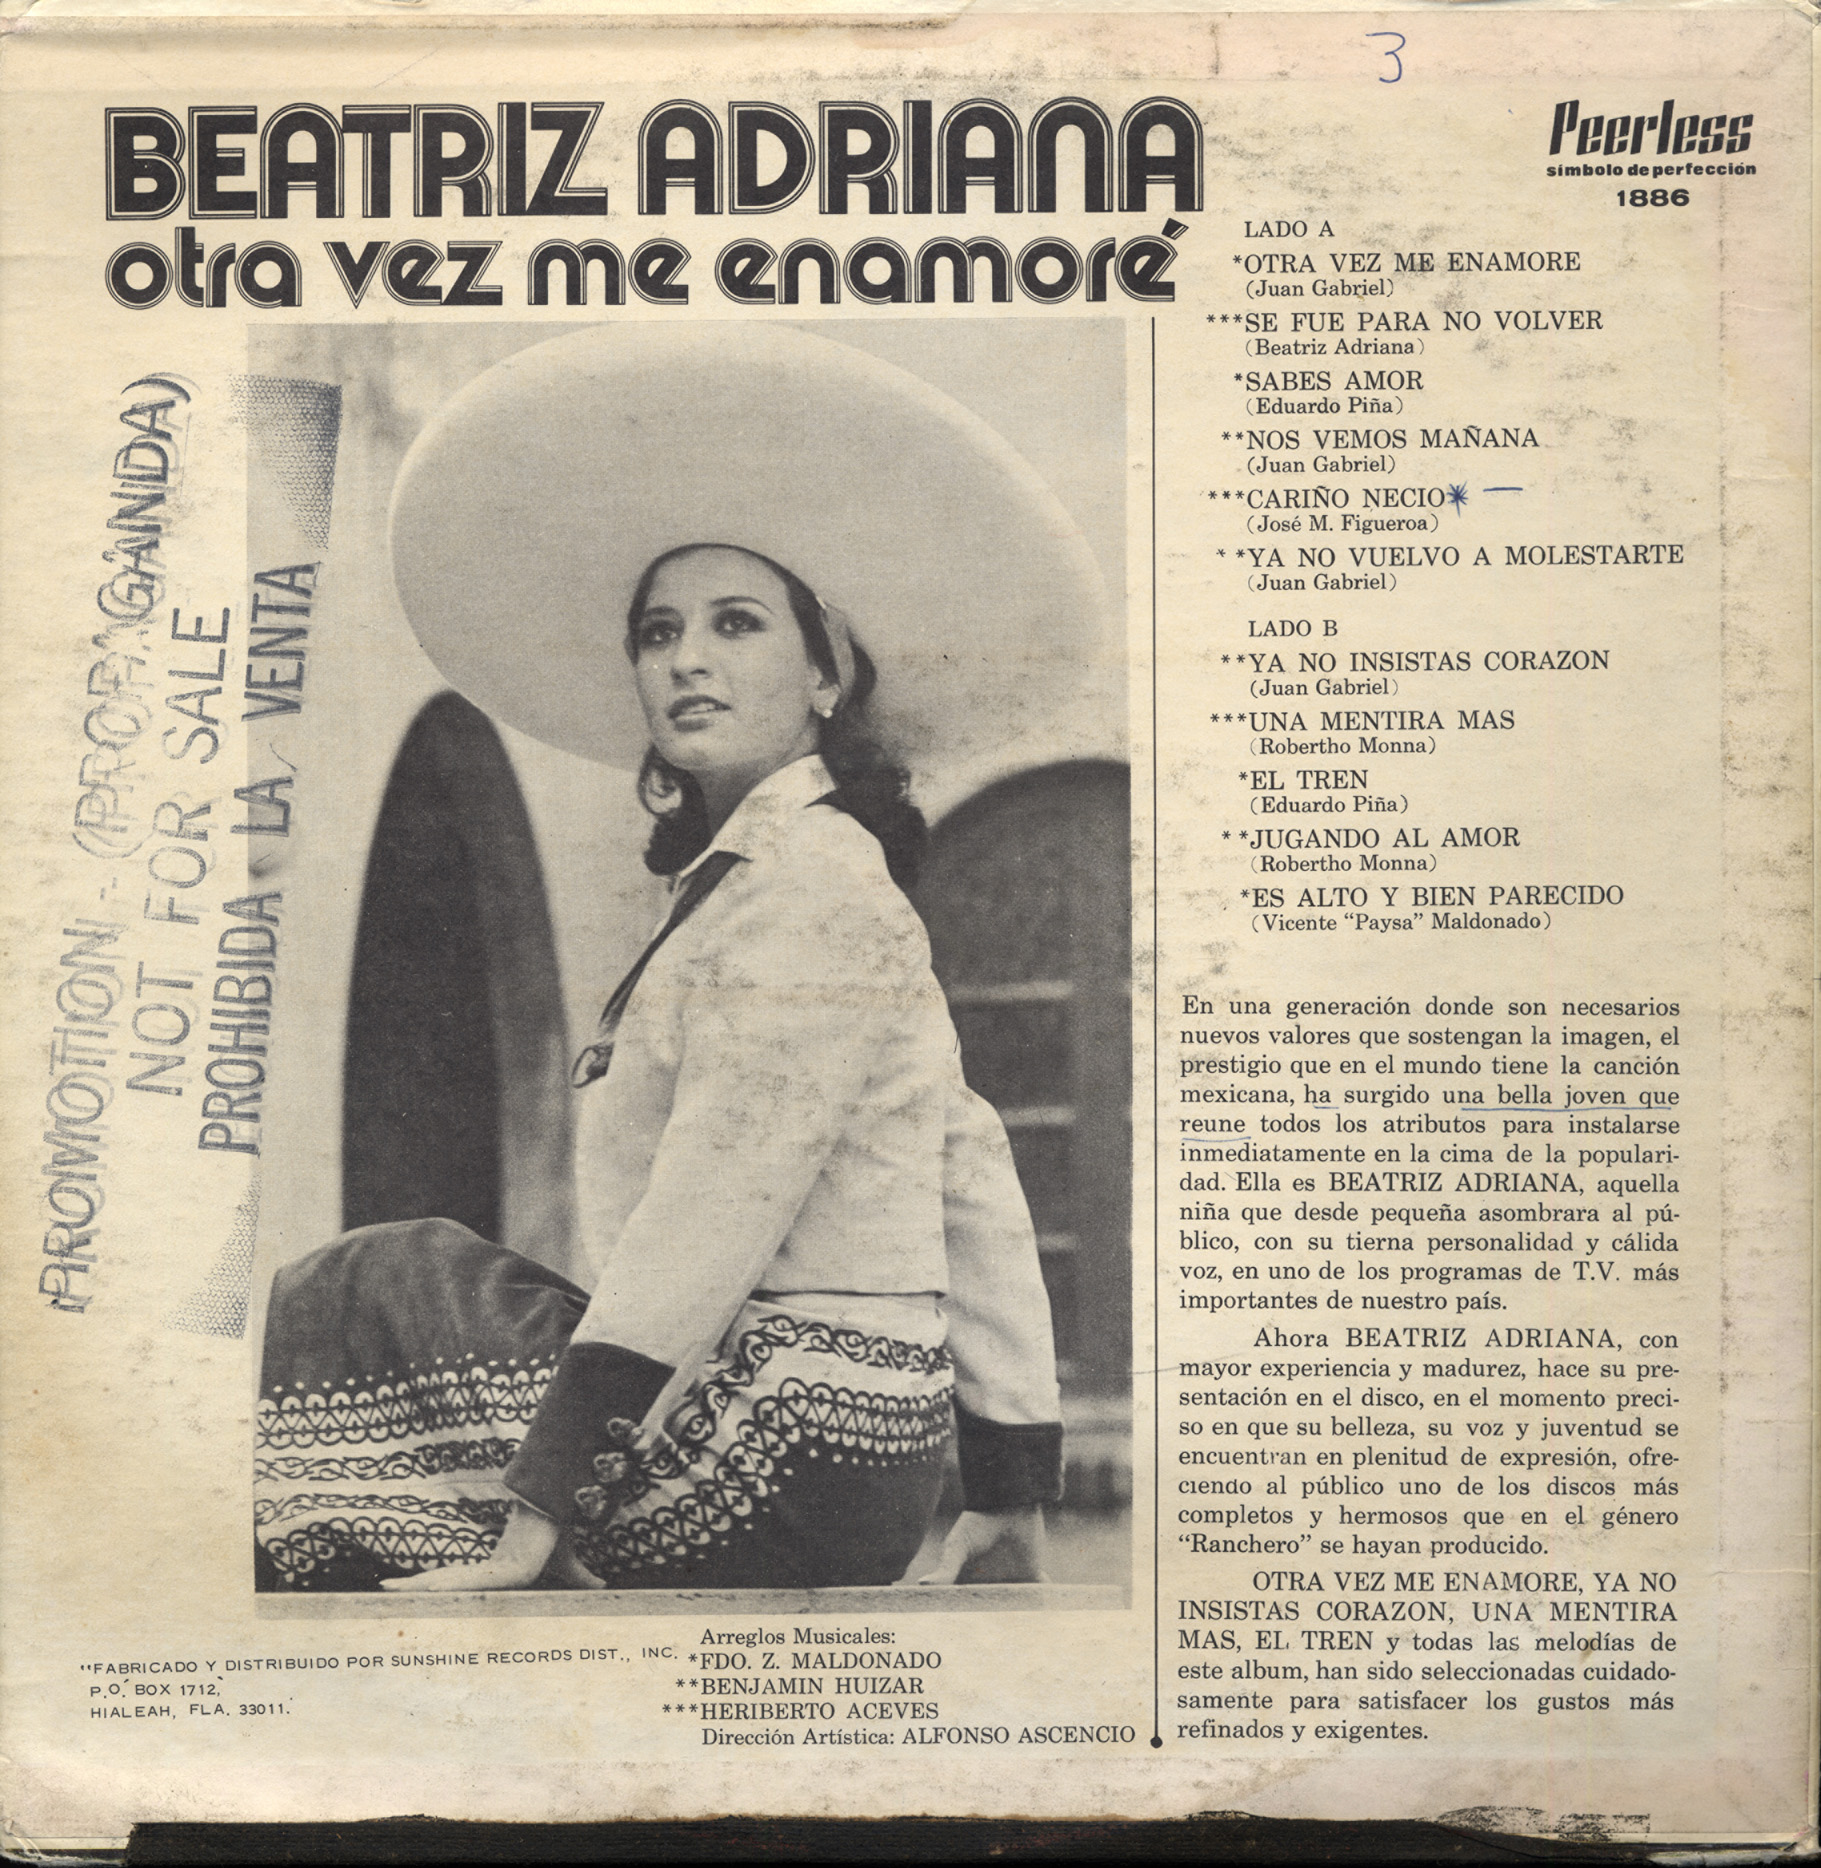 3
BEATRIZ ADRIANA
otra vez me enamoré
Peerless
símbolo de perfección
1886
LADO A
*OTRA VEZ ME ENAMORE
(Juan Gabriel)
***SE FUE PARA NO VOLVER
(Beatriz Adriana)
*SABES AMOR
(Eduardo Piña)
**NOS VEMOS MAÑANA
(Juan Gabriel)
***CARIÑO NECIO* —
(José M. Figueroa)
**YA NO VUELVO A MOLESTARTE
(Juan Gabriel)
LADO B
**YA NO INSISTAS CORAZON
(Juan Gabriel)
***UNA MENTIRA MAS
(Robertho Monna)
*EL TREN
(Eduardo Piña)
**JUGANDO AL AMOR
(Robertho Monna)
*ES ALTO Y BIEN PARECIDO
(Vicente "Paysa" Maldonado)
En una generación donde son necesarios
nuevos valores que sostengan la imagen, el
prestigio que en el mundo tiene la canción
mexicana, ha surgido una bella joven que
reune todos los atributos para instalarse
inmediatamente en la cima de la populari-
dad. Ella es BEATRIZ ADRIANA, aquella
niña que desde pequeña asombrara al pú-
blico, con su tierna personalidad y cálida
voz, en uno de los programas de T.V. más
importantes de nuestro país.
Ahora BEATRIZ ADRIANA, con
mayor experiencia y madurez, hace su pre-
sentación en el disco, en el momento preci-
so en que su belleza, su voz y juventud se
encuentran en plenitud de expresión, ofre-
ciendo al público uno de los discos más
completos y hermosos que en el género
"Ranchero" se hayan producido.
OTRA VEZ ME ENAMORE, YA NO
INSISTAS CORAZON, UNA MENTIRA
MAS, EL TREN y todas las melodías de
este album, han sido seleccionadas cuidado-
samente para satisfacer los gustos más
refinados y exigentes.
PROMOTION - (PROPAGANDA)
NOT FOR SALE
PROHIBIDA LA VENTA
"FABRICADO Y DISTRIBUIDO POR SUNSHINE RECORDS DIST., INC.
P.O. BOX 1712,
HIALEAH, FLA. 33011.
Arreglos Musicales:
*FDO. Z. MALDONADO
**BENJAMIN HUIZAR
***HERIBERTO ACEVES
Dirección Artística: ALFONSO ASCENCIO